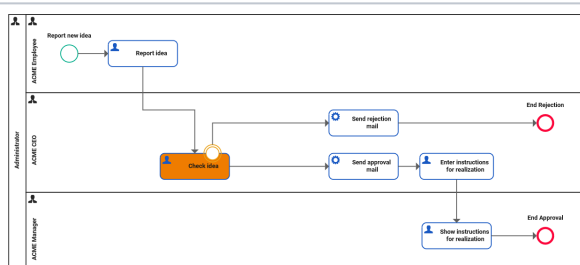 Report new idea
Report idea
ACME Employee
Administrator
ACME CEO
Send rejection
mail
End Rejection
Check idea
Send approval
mail
Enter instructions
for realization
ACME Manager
Show instructions
for realization
End Approval